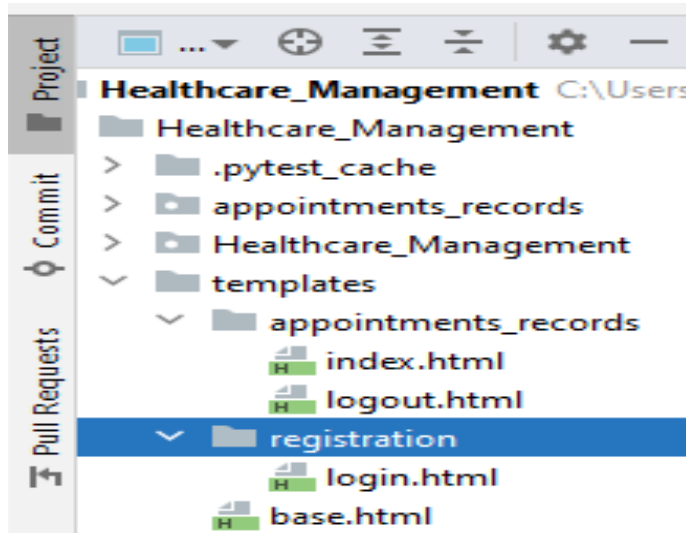 Project
Commit
Pull Requests
...
Healthcare_Management C:\Users
Healthcare_Management
.pytest_cache
appointments_records
Healthcare_Management
templates
appointments_records
H index.html
H logout.html
registration
H login.html
H base.html